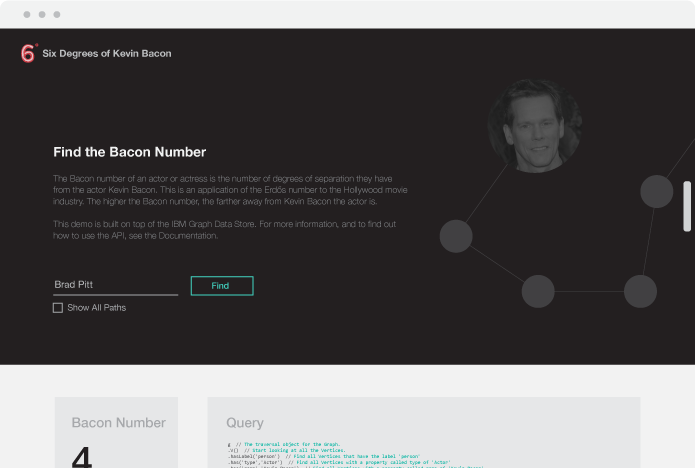 6° Six Degrees of Kevin Bacon
Find the Bacon Number
The Bacon number of an actor or actress is the number of degrees of separation they have
from the actor Kevin Bacon. This is an application of the Erdős number to the Hollywood movie
industry. The higher the Bacon number, the farther away from Kevin Bacon the actor is.
This demo is built on top of the IBM Graph Data Store. For more information, and to find out
how to use the API, see the Documentation.
Brad Pitt
Find
Show All Paths
Bacon Number
4
Query
g // The traversal object for the Graph.
.V() // Start looking at all the Vertices.
.hasLabel('person') // Find all Vertices that have the label 'person'
.has('type','Actor') // Find all Vertices with a property called type of 'Actor'